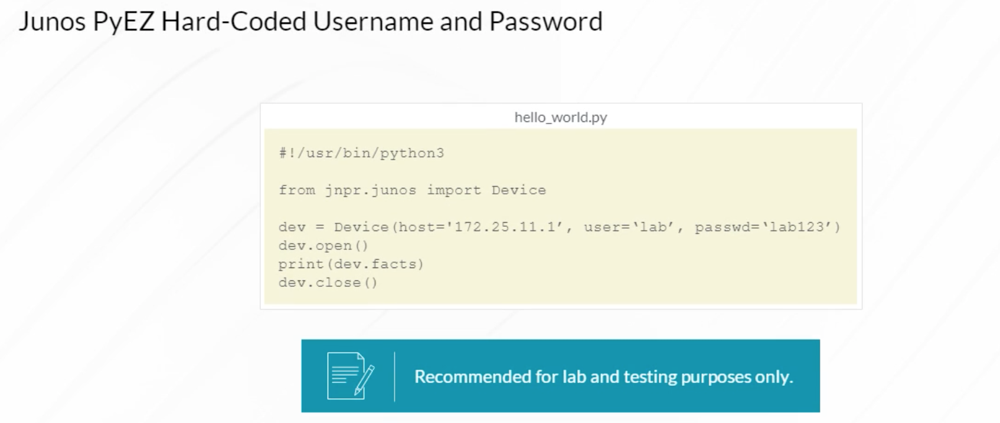 Junos PyEZ Hard-Coded Username and Password
hello_world.py
#!/usr/bin/python3
from jnpr.junos import Device
dev = Device(host='172.25.11.1’, user=‘lab’, passwd=‘lab123’)
dev.open()
print(dev.facts)
dev.close()
Recommended for lab and testing purposes only.